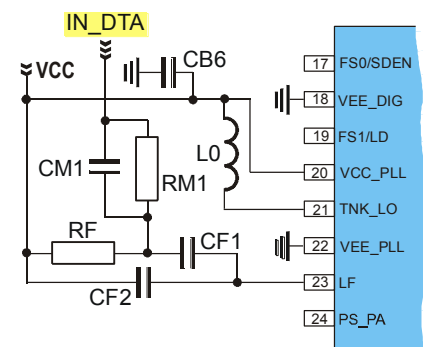 IN_DTA
VCC
CB6
17 FS0/SDEN
18 VEE_DIG
19 FS1/LD
CM1
RM1
L0
20 VCC_PLL
21 TNK_LO
RF
CF1
22 VEE_PLL
CF2
23 LF
24 PS_PA